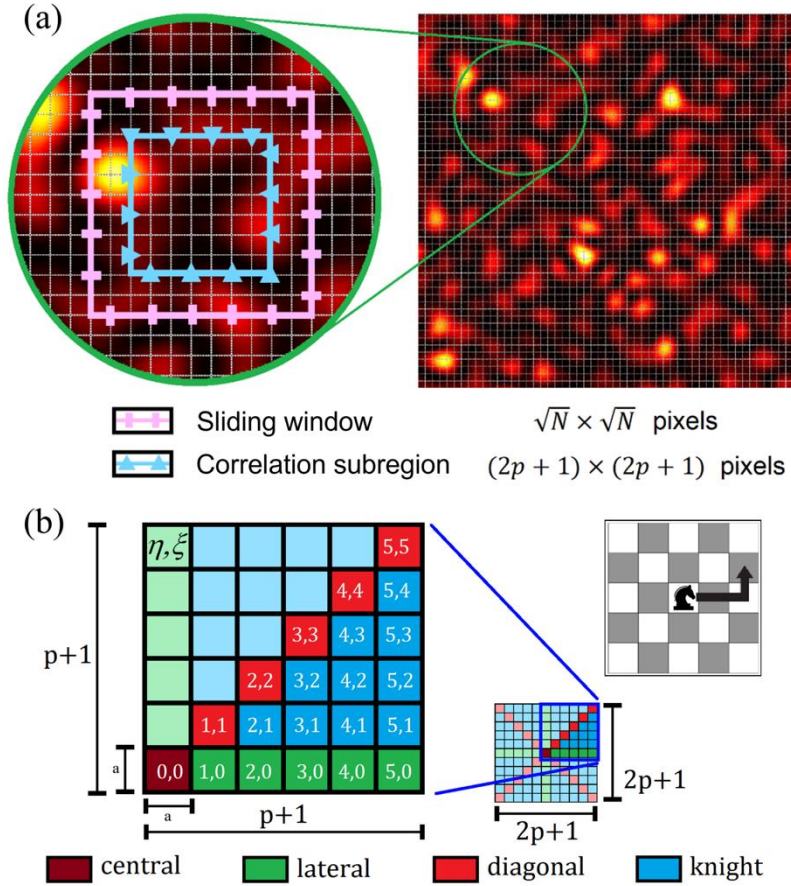 (a)
Sliding window √N × √N pixels
Correlation subregion (2p + 1) × (2p + 1) pixels
(b)
η,ξ 5,5
4,4 5,4
3,3 4,3 5,3
2,2 3,2 4,2 5,2
1,1 2,1 3,1 4,1 5,1
0,0 1,0 2,0 3,0 4,0 5,0
p+1
a
a
p+1
2p+1
2p+1
central lateral diagonal knight